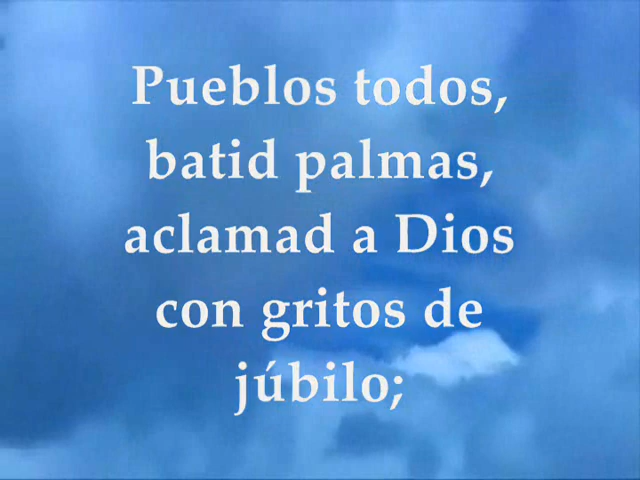 Pueblos todos,
batid palmas,
aclamad a Dios
con gritos de
júbilo;